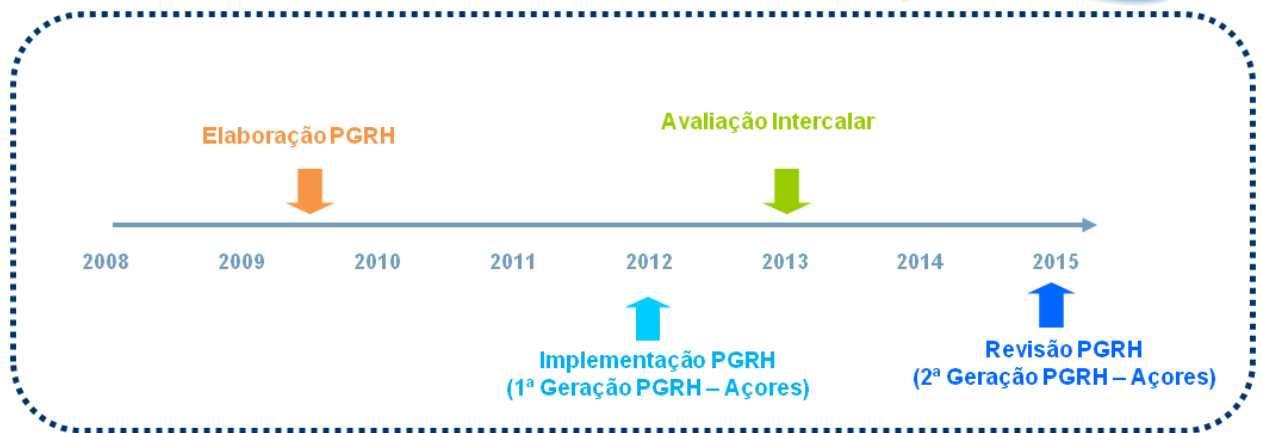 Elaboração PGRH
Avaliação Intercalar
2008 2009 2010 2011 2012 2013 2014 2015
Implementação PGRH
(1ª Geração PGRH – Açores)
Revisão PGRH
(2ª Geração PGRH – Açores)